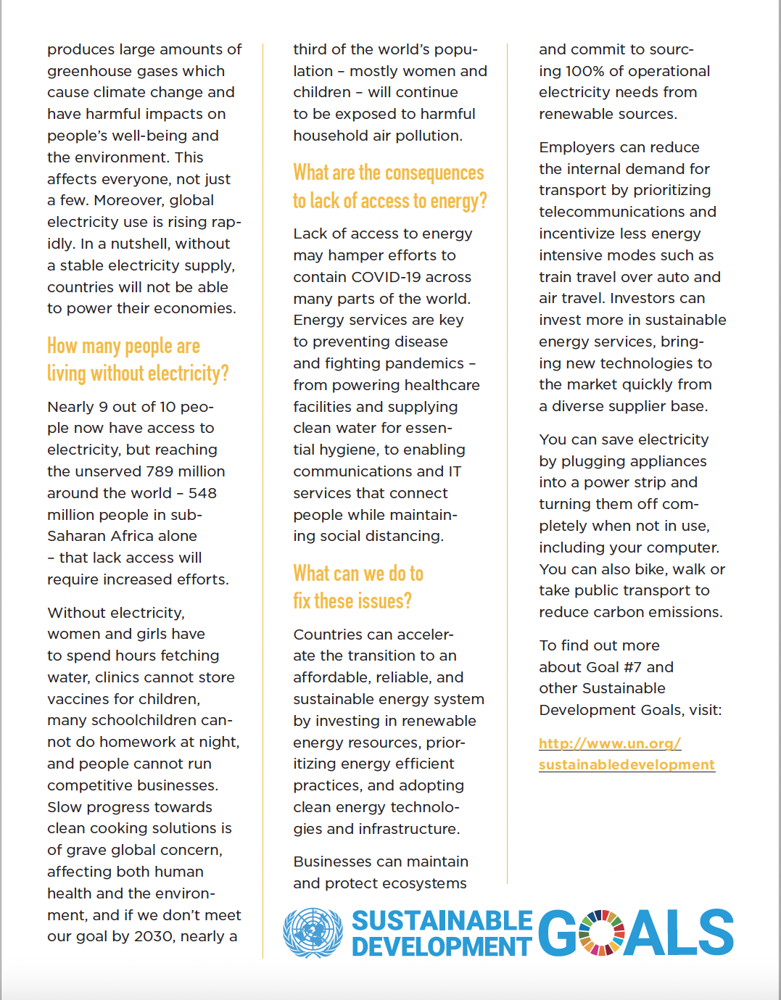 produces large amounts of
greenhouse gases which
cause climate change and
have harmful impacts on
people's well-being and
the environment. This
affects everyone, not just
a few. Moreover, global
electricity use is rising rap-
idly. In a nutshell, without
a stable electricity supply,
countries will not be able
to power their economies.
How many people are
living without electricity?
Nearly 9 out of 10 peo-
ple now have access to
electricity, but reaching
the unserved 789 million
around the world – 548
million people in sub-
Saharan Africa alone
– that lack access will
require increased efforts.
Without electricity,
women and girls have
to spend hours fetching
water, clinics cannot store
vaccines for children,
many schoolchildren can-
not do homework at night,
and people cannot run
competitive businesses.
Slow progress towards
clean cooking solutions is
of grave global concern,
affecting both human
health and the environ-
ment, and if we don't meet
our goal by 2030, nearly a
third of the world's popu-
lation – mostly women and
children – will continue
to be exposed to harmful
household air pollution.
What are the consequences
to lack of access to energy?
Lack of access to energy
may hamper efforts to
contain COVID-19 across
many parts of the world.
Energy services are key
to preventing disease
and fighting pandemics –
from powering healthcare
facilities and supplying
clean water for essen-
tial hygiene, to enabling
communications and IT
services that connect
people while maintain-
ing social distancing.
What can we do to
fix these issues?
Countries can acceler-
ate the transition to an
affordable, reliable, and
sustainable energy system
by investing in renewable
energy resources, prior-
itizing energy efficient
practices, and adopting
clean energy technolo-
gies and infrastructure.
Businesses can maintain
and protect ecosystems
and commit to sourc-
ing 100% of operational
electricity needs from
renewable sources.
Employers can reduce
the internal demand for
transport by prioritizing
telecommunications and
incentivize less energy
intensive modes such as
train travel over auto and
air travel. Investors can
invest more in sustainable
energy services, bring-
ing new technologies to
the market quickly from
a diverse supplier base.
You can save electricity
by plugging appliances
into a power strip and
turning them off com-
pletely when not in use,
including your computer.
You can also bike, walk or
take public transport to
reduce carbon emissions.
To find out more
about Goal #7 and
other Sustainable
Development Goals, visit:
http://www.un.org/
sustainabledevelopment
SUSTAINABLE
DEVELOPMENT
GOALS